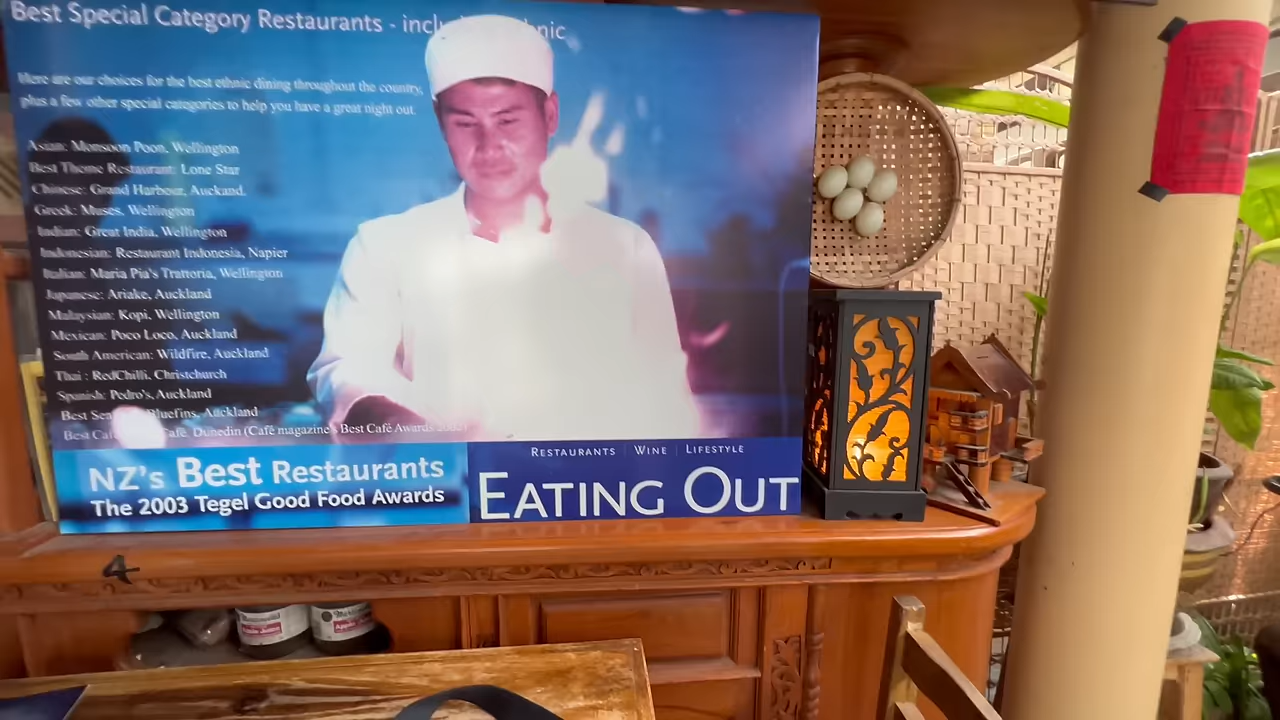 Best Special Category Restaurants - inclu nic
Here are our choices for the best ethnic dining throughout the country,
plus a few other special categories to help you have a great night out.
Asian: Monsoon Poon, Wellington
Best Theme Restaurant: Lone Star
Chinese: Grand Harbour, Auckand.
Greek: Muses, Wellington
Indian: Great India, Wellington
Indonesian: Restaurant Indonesia, Napier
Italian: Maria Pia's Trattoria, Wellington
Japanese: Ariake, Auckland
Malaysian: Kopi, Wellington
Mexican: Poco Loco, Auckland
South American: Wildfire, Auckland
Thai : RedChilli, Christchurch
Spanish: Pedro's, Auckland
Best Bluefins, Auckland
Best Café, Dunedin (Café magazine's Best Café Awards 2002)
NZ's Best Restaurants
The 2003 Tegel Good Food Awards
RESTAURANTS | WINE | LIFESTYLE
EATING OUT